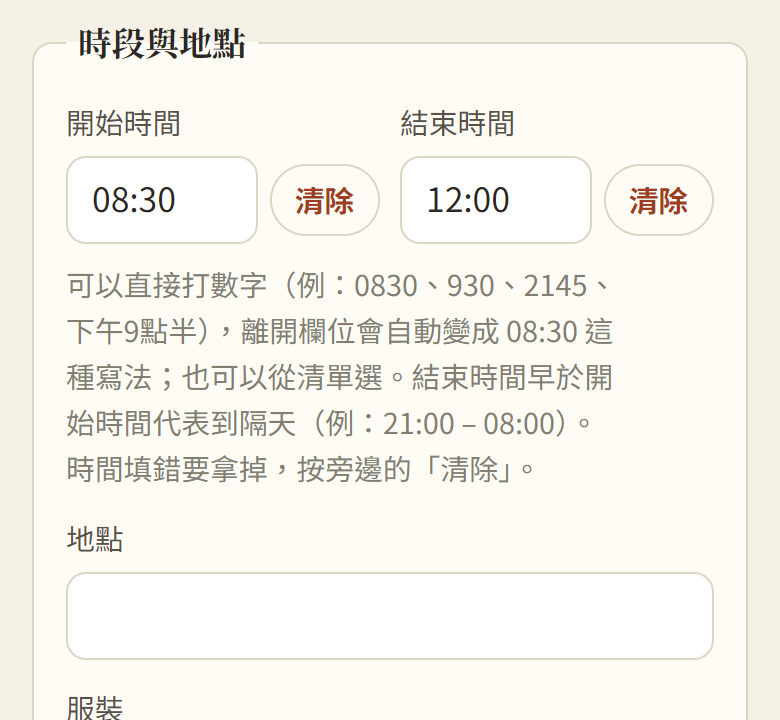 時段與地點
開始時間
結束時間
08:30
清除
12:00
清除
可以直接打數字（例：0830、930、2145、
下午9點半），離開欄位會自動變成 08:30 這
種寫法；也可以從清單選。結束時間早於開
始時間代表到隔天（例：21:00 – 08:00）。
時間填錯要拿掉，按旁邊的「清除」。
地點
服裝